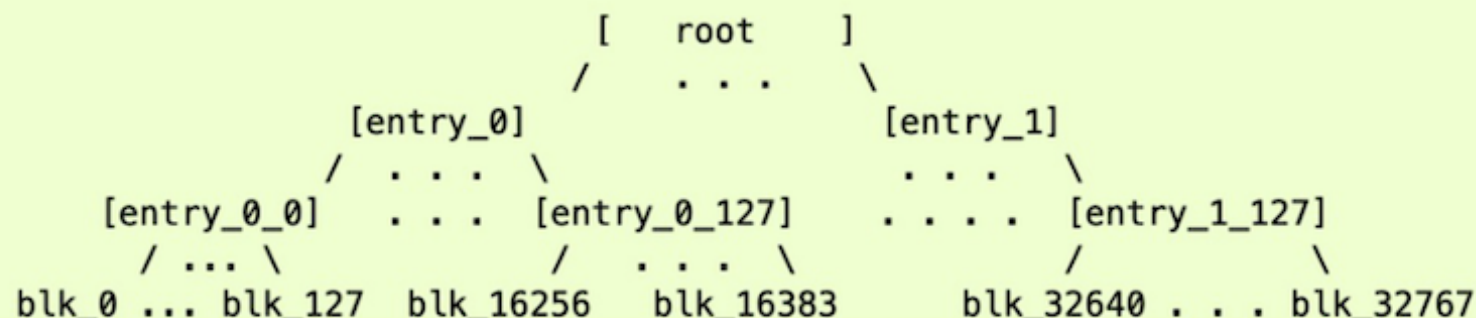 [ root ]
/ . . . \
[entry_0] [entry_1]
/ . . . \ . . . \
[entry_0_0] . . . [entry_0_127] . . . . [entry_1_127]
/ ... \ / . . . \ / \
blk_0 ... blk_127 blk_16256 blk_16383 blk_32640 . . . blk_32767